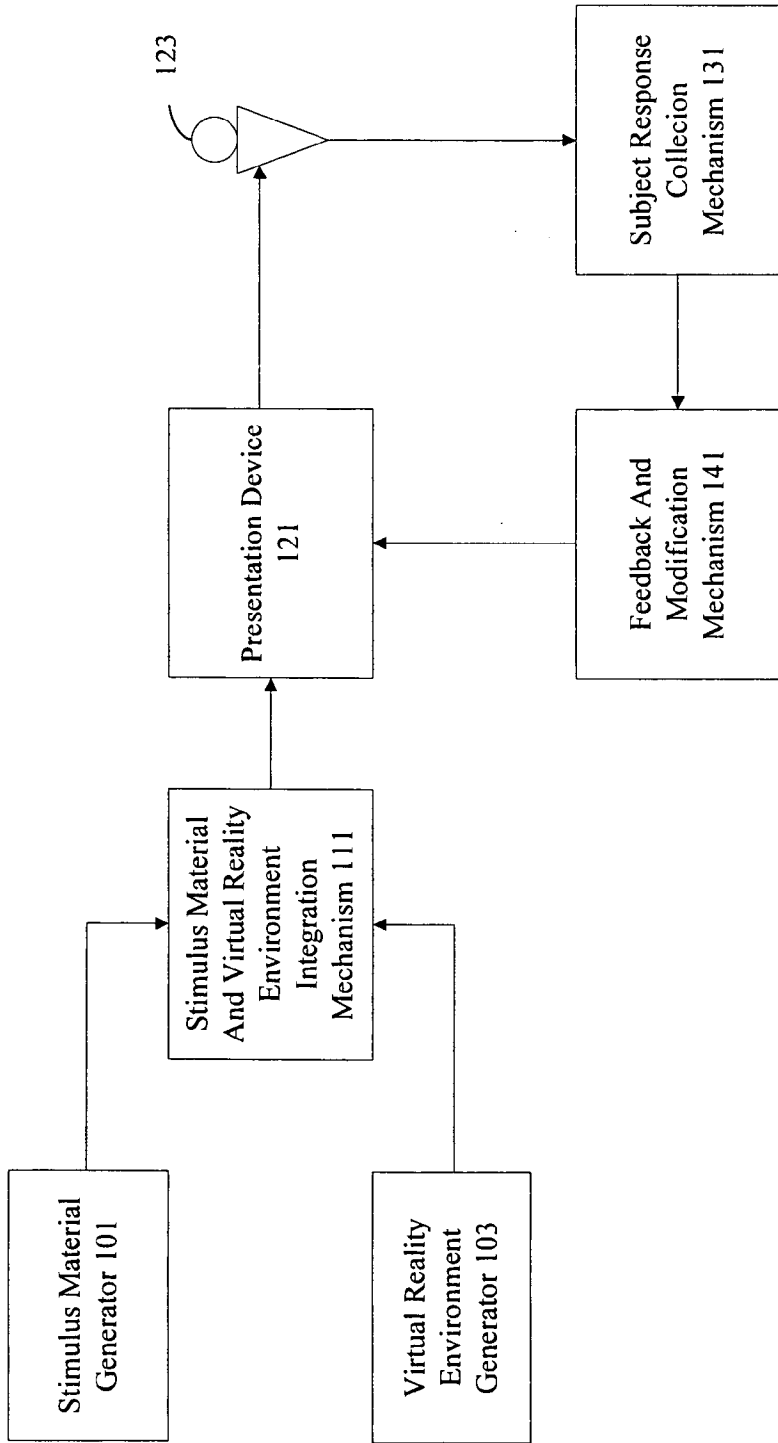 Stimulus Material
Generator 101
Virtual Reality
Environment
Generator 103
Stimulus Material
And Virtual Reality
Environment
Integration
Mechanism 111
Presentation Device
121
123
Feedback And
Modification
Mechanism 141
Subject Response
Collecion
Mechanism 131